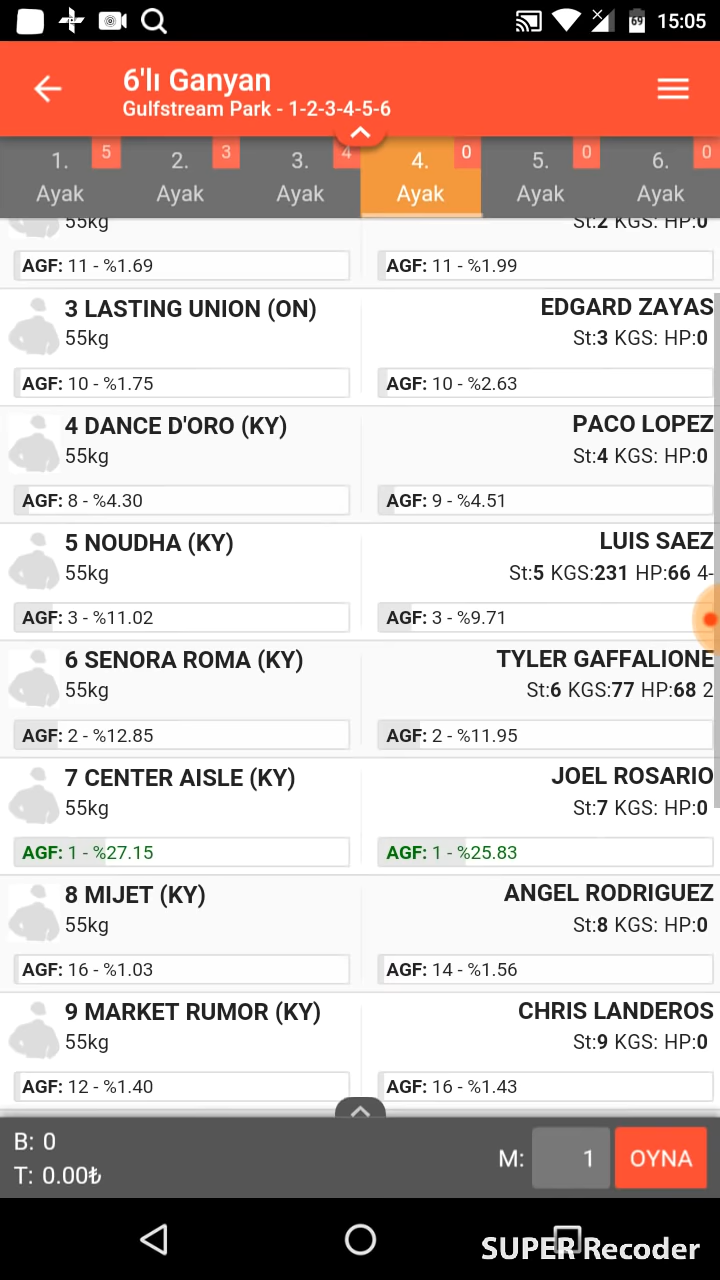 69 15:05
6'lı Ganyan
Gulfstream Park - 1-2-3-4-5-6
1. 5 2. 3 3. 4 4. 0 5. 0 6. 0
Ayak Ayak Ayak Ayak Ayak Ayak
55kg St:2 KGS: HP:0
AGF: 11 - %1.69 AGF: 11 - %1.99
3 LASTING UNION (ON) EDGARD ZAYAS
55kg St:3 KGS: HP:0
AGF: 10 - %1.75 AGF: 10 - %2.63
4 DANCE D'ORO (KY) PACO LOPEZ
55kg St:4 KGS: HP:0
AGF: 8 - %4.30 AGF: 9 - %4.51
5 NOUDHA (KY) LUIS SAEZ
55kg St:5 KGS:231 HP:66 4-
AGF: 3 - %11.02 AGF: 3 - %9.71
6 SENORA ROMA (KY) TYLER GAFFALIONE
55kg St:6 KGS:77 HP:68 2
AGF: 2 - %12.85 AGF: 2 - %11.95
7 CENTER AISLE (KY) JOEL ROSARIO
55kg St:7 KGS: HP:0
AGF: 1 - %27.15 AGF: 1 - %25.83
8 MIJET (KY) ANGEL RODRIGUEZ
55kg St:8 KGS: HP:0
AGF: 16 - %1.03 AGF: 14 - %1.56
9 MARKET RUMOR (KY) CHRIS LANDEROS
55kg St:9 KGS: HP:0
AGF: 12 - %1.40 AGF: 16 - %1.43
B: 0
T: 0.00₺ M: 1 OYNA
SUPER Recoder